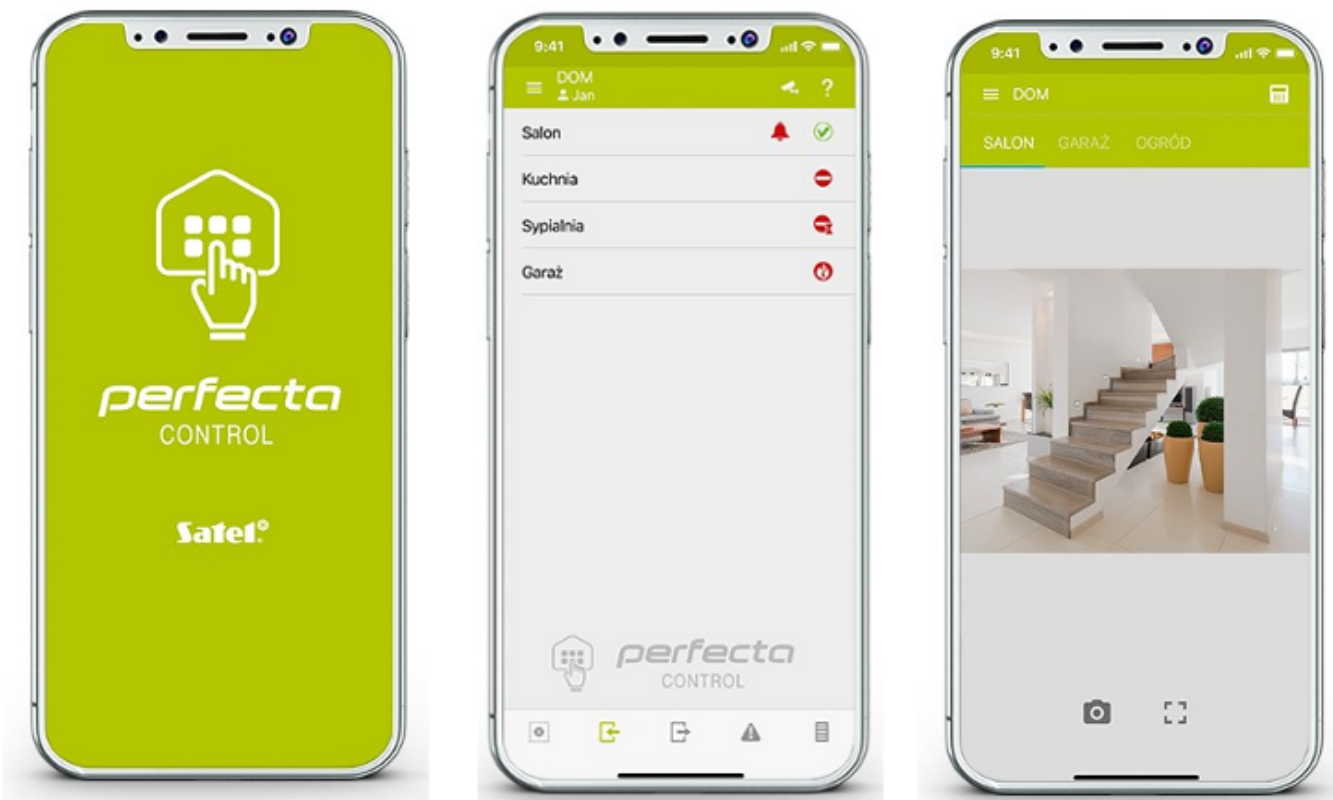 perfecta
CONTROL
Satel®
9:41
DOM
Jan
?
Salon
Kuchnia
Sypialnia
Garaż
perfecta
CONTROL
9:41
DOM
SALON GARAŻ OGRÓD